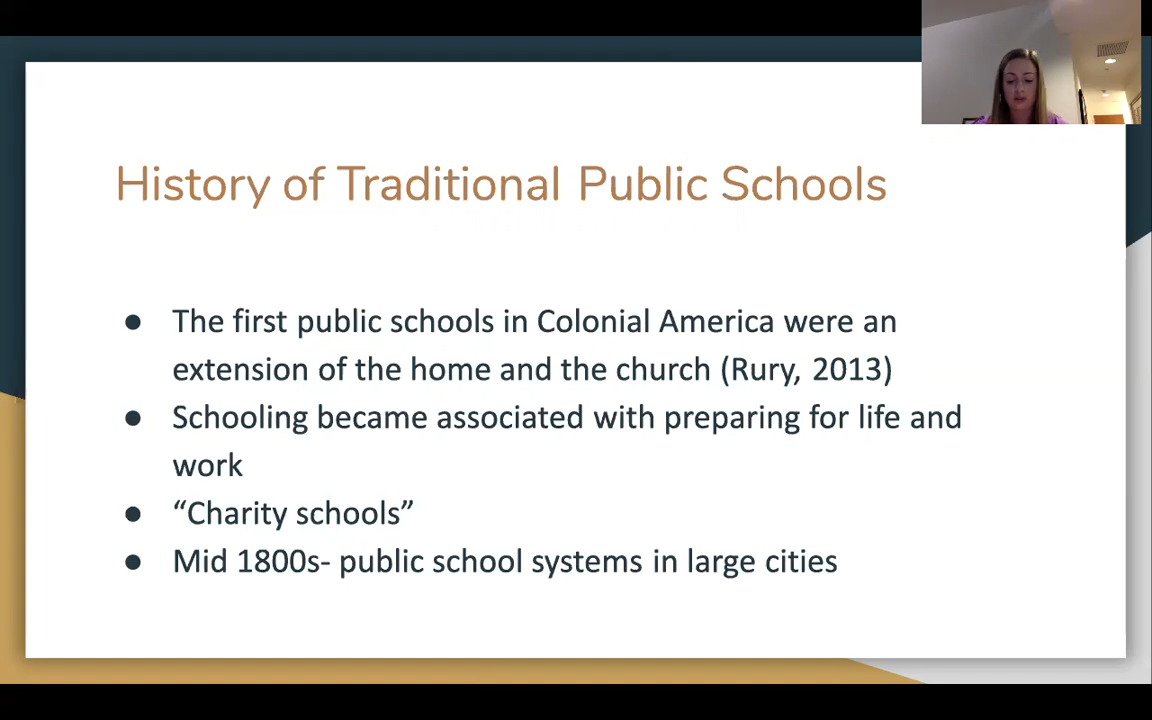 History of Traditional Public Schools
● The first public schools in Colonial America were an
extension of the home and the church (Rury, 2013)
● Schooling became associated with preparing for life and
work
● “Charity schools”
● Mid 1800s- public school systems in large cities